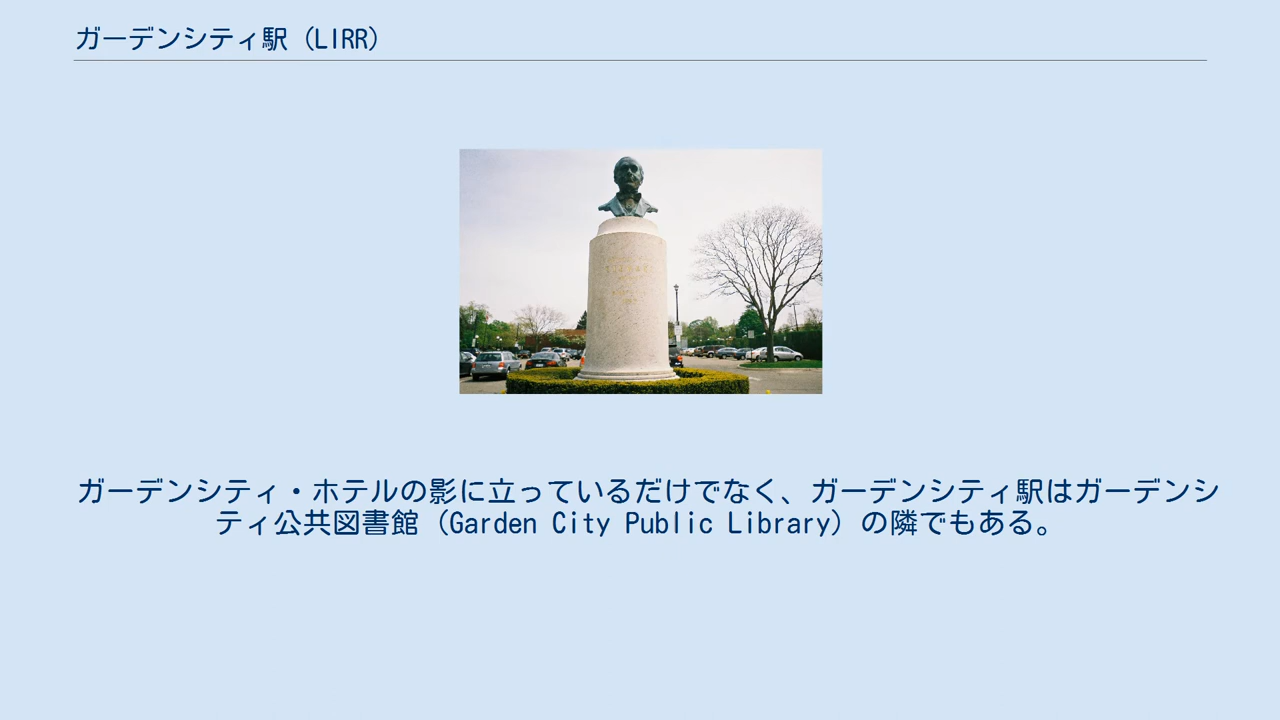 ガーデンシティ駅（LIRR）
ガーデンシティ・ホテルの影に立っているだけでなく、ガーデンシティ駅はガーデンシ
ティ公共図書館（Garden City Public Library）の隣でもある。